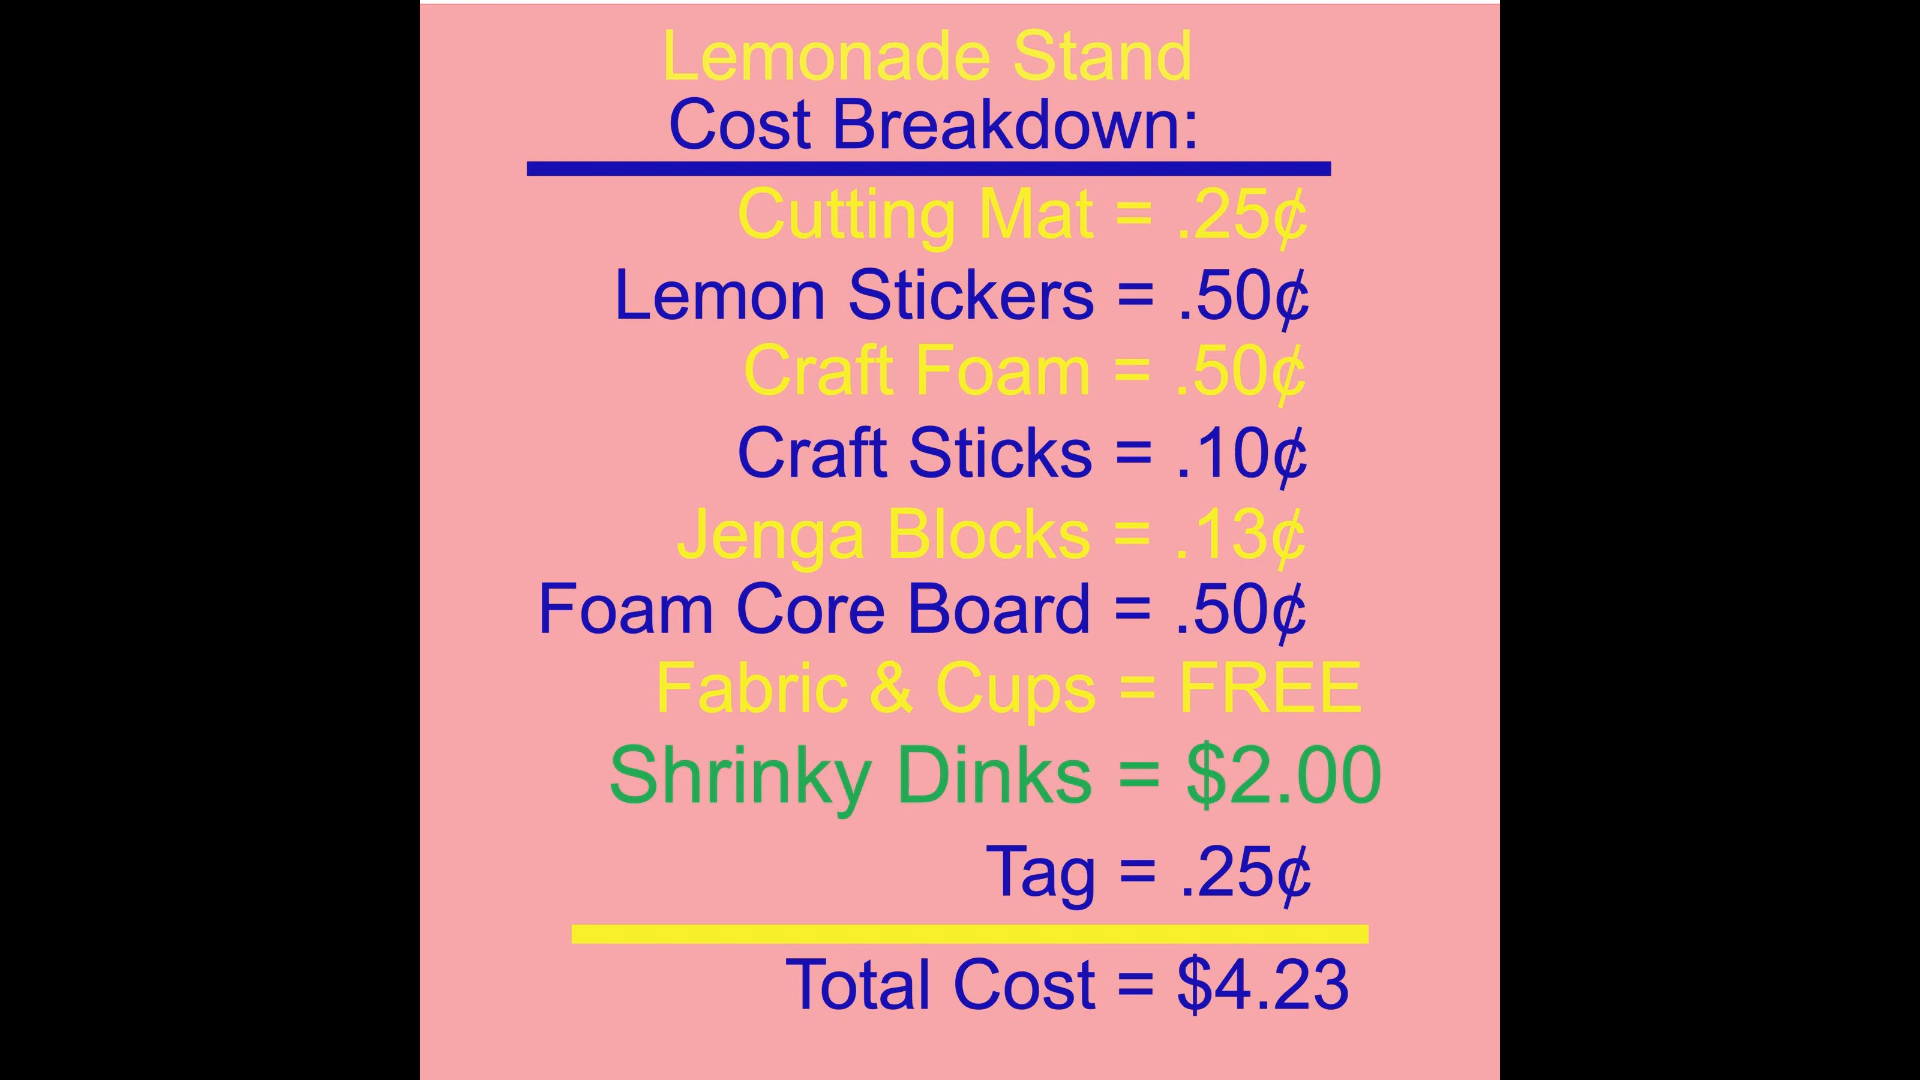 Lemonade Stand
Cost Breakdown:
Cutting Mat = .25¢
Lemon Stickers = .50¢
Craft Foam = .50¢
Craft Sticks = .10¢
Jenga Blocks = .13¢
Foam Core Board = .50¢
Fabric & Cups = FREE
Shrinky Dinks = $2.00
Tag = .25¢
Total Cost = $4.23